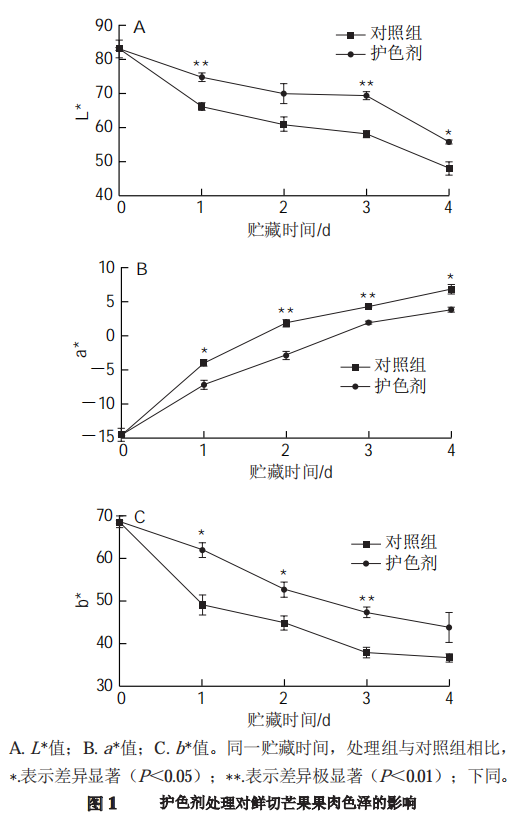 90
A
对照组
护色剂
80
**
70
**
L*
60
*
50
40
0
1
2
3
4
贮藏时间/d
10
B
5
**
**
*
0
*
a*
对照组
－5
护色剂
－10
－15
0
1
2
3
4
贮藏时间/d
70
C
对照组
*
护色剂
60
*
**
50
b*
40
30
0
1
2
3
4
贮藏时间/d
A. L*值；B. a*值；C. b*值。同一贮藏时间，处理组与对照组相比，
*.表示差异显著（P＜0.05）；**.表示差异极显著（P＜0.01）；下同。
图 1 护色剂处理对鲜切芒果果肉色泽的影响